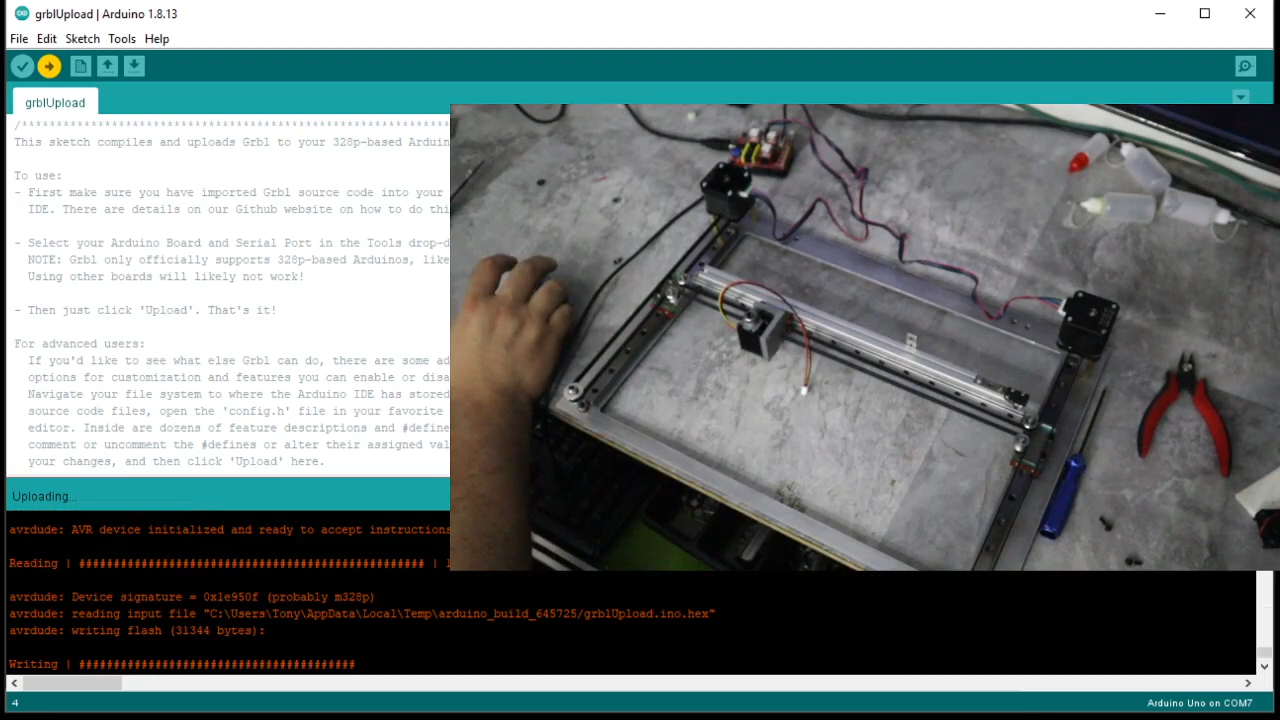 grblUpload | Arduino 1.8.13
File Edit Sketch Tools Help
grblUpload
/**************************************************************
This sketch compiles and uploads Grbl to your 328p-based Arduin
To use:
- First make sure you have imported Grbl source code into your
IDE. There are details on our Github website on how to do thi
- Select your Arduino Board and Serial Port in the Tools drop-d
NOTE: Grbl only officially supports 328p-based Arduinos, like
Using other boards will likely not work!
- Then just click 'Upload'. That's it!
For advanced users:
If you'd like to see what else Grbl can do, there are some ad
options for customization and features you can enable or disa
Navigate your file system to where the Arduino IDE has stored
source code files, open the 'config.h' file in your favorite
editor. Inside are dozens of feature descriptions and #define
comment or uncomment the #defines or alter their assigned val
your changes, and then click 'Upload' here.
Uploading...
avrdude: AVR device initialized and ready to accept instructions
Reading | ################################################## |
avrdude: Device signature = 0x1e950f (probably m328p)
avrdude: reading input file "C:\Users\Tony\AppData\Local\Temp\arduino_build_645725/grblUpload.ino.hex"
avrdude: writing flash (31344 bytes):
Writing | ########################################
4
Arduino Uno on COM7